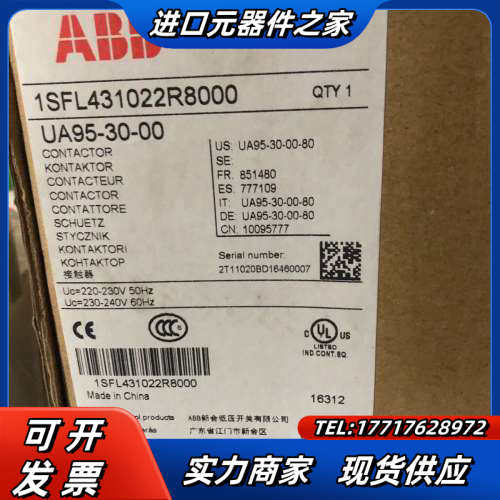 进口元器件之家
ABB
1SFL431022R8000
QTY 1
UA95-30-00
CONTACTOR
KONTAKTOR
CONTACTEUR
CONTACTOR
CONTATTORE
SCHUETZ
STYCZNIK
KONTAKTORI
КОНТАКТОР
接触器
US: UA95-30-00-80
SE:
FR: 851480
ES: 777109
IT: UA95-30-00-80
DE: UA95-30-00-80
CN: 10095777
Serial number:
2T11020BD16460007
Uc=220-230V 50Hz
Uc=230-240V 60Hz
CE
CCC
C UL US
LISTED
IND.CONT.EQ.
1SFL431022R8000
Made in China
16312
products
ABB新会低压开关有限公司
广东省江门市新会区
TEL:17717628972
可开发票
实力商家 现货供应